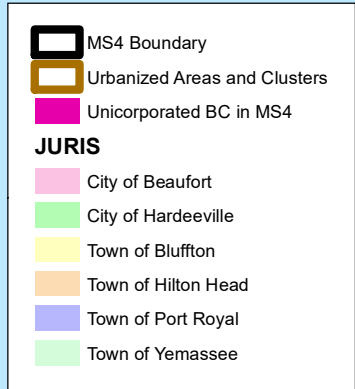 MS4 Boundary
Urbanized Areas and Clusters
Unicorporated BC in MS4
JURIS
City of Beaufort
City of Hardeeville
Town of Bluffton
Town of Hilton Head
Town of Port Royal
Town of Yemassee